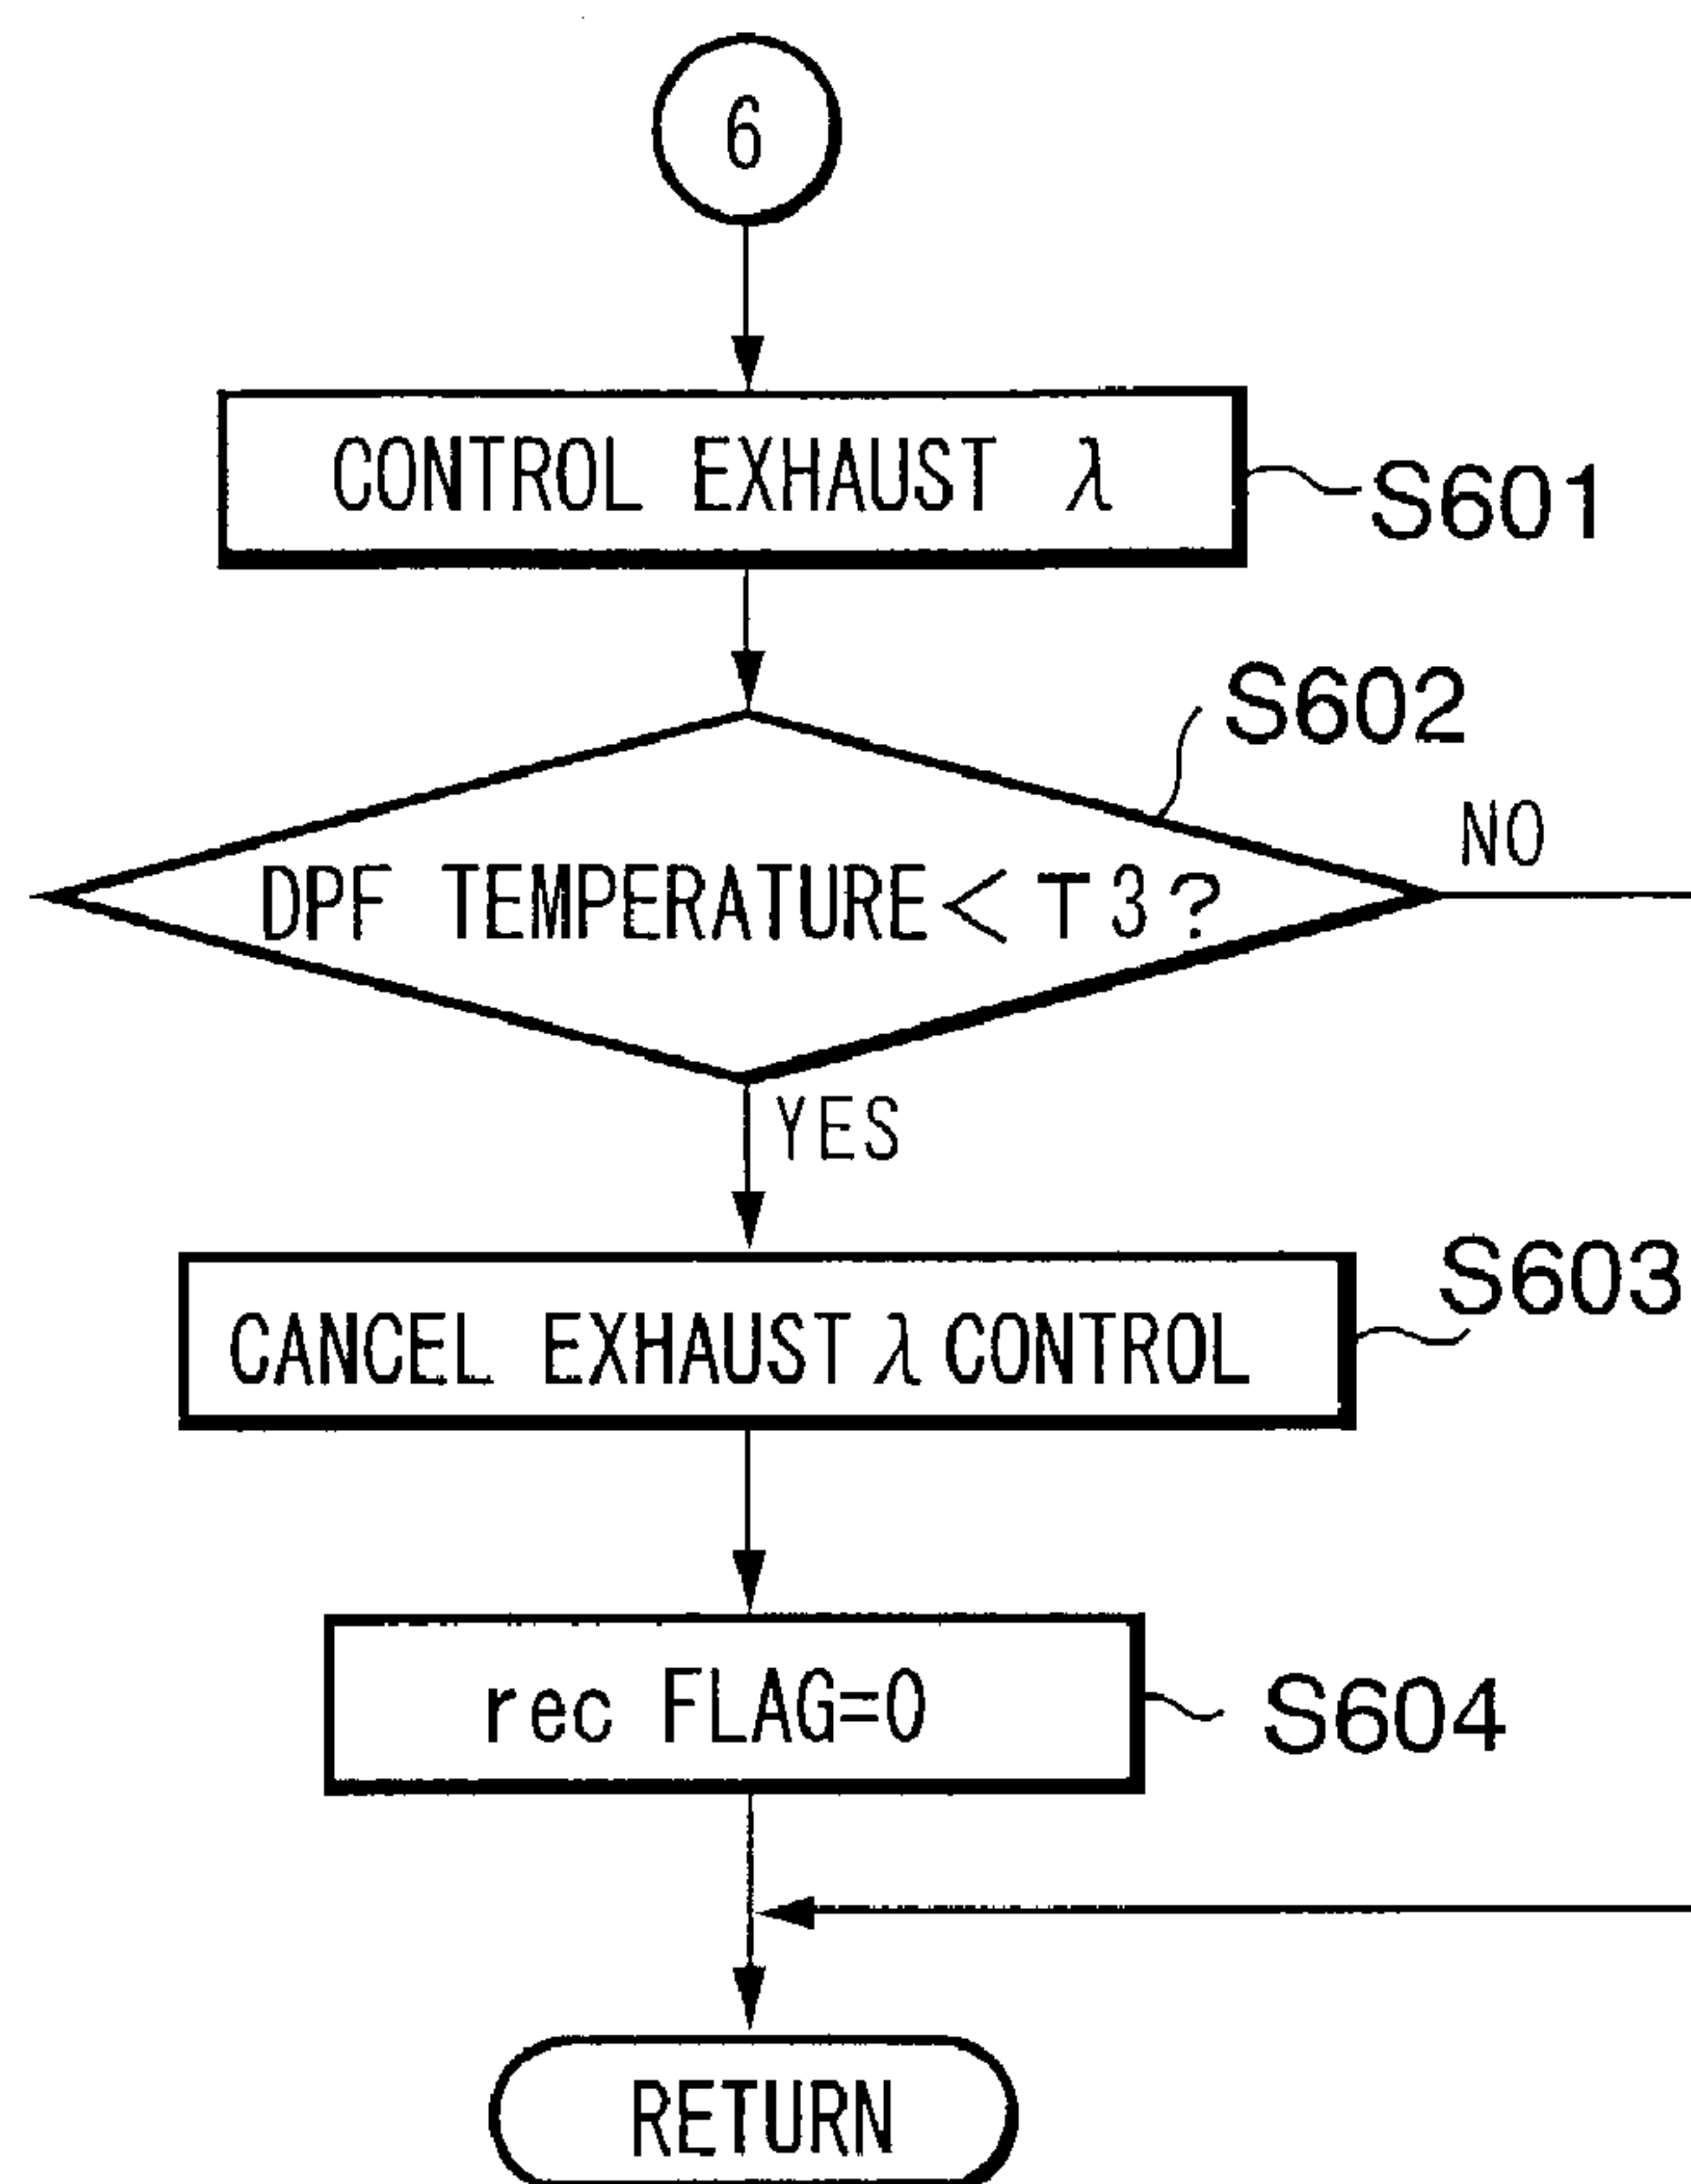 6
CONTROL EXHAUST λ
S601
S602
DPF TEMPERATURE< T3?
NO
YES
S603
CANCEL EXHAUST λ CONTROL
rec FLAG=0
S604
RETURN